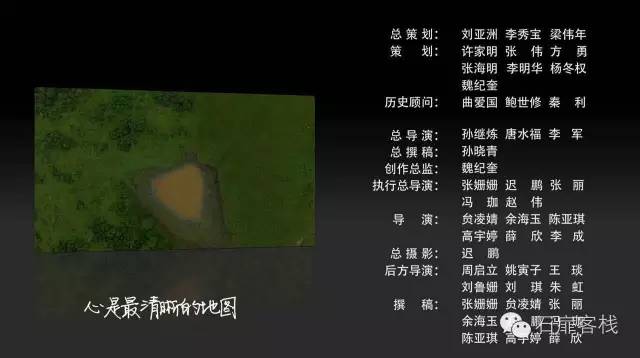 总策划： 刘亚洲 李秀宝 梁伟年
策 划： 许家明 张 伟 方 勇
张海明 李明华 杨冬权
魏纪奎
历史顾问： 曲爱国 鲍世修 秦 利
总导演： 孙继炼 唐水福 李 军
总撰稿： 孙晓青
创作总监： 魏纪奎
执行总导演： 张姗姗 迟 鹏 张 丽
冯 珈 赵 伟
导 演： 贠凌婧 余海玉 陈亚琪
高宇婷 薛 欣 李 成
总摄影： 迟 鹏
后方导演： 周启立 姚寅子 王 琰
刘鲁姗 刘 琪 朱 虹
撰 稿： 张姗姗 贠凌婧 张 丽
余海玉 鹏 冯 珈
陈亚琪 高宇婷 薛 欣
心是最清晰的地图
石扉客栈